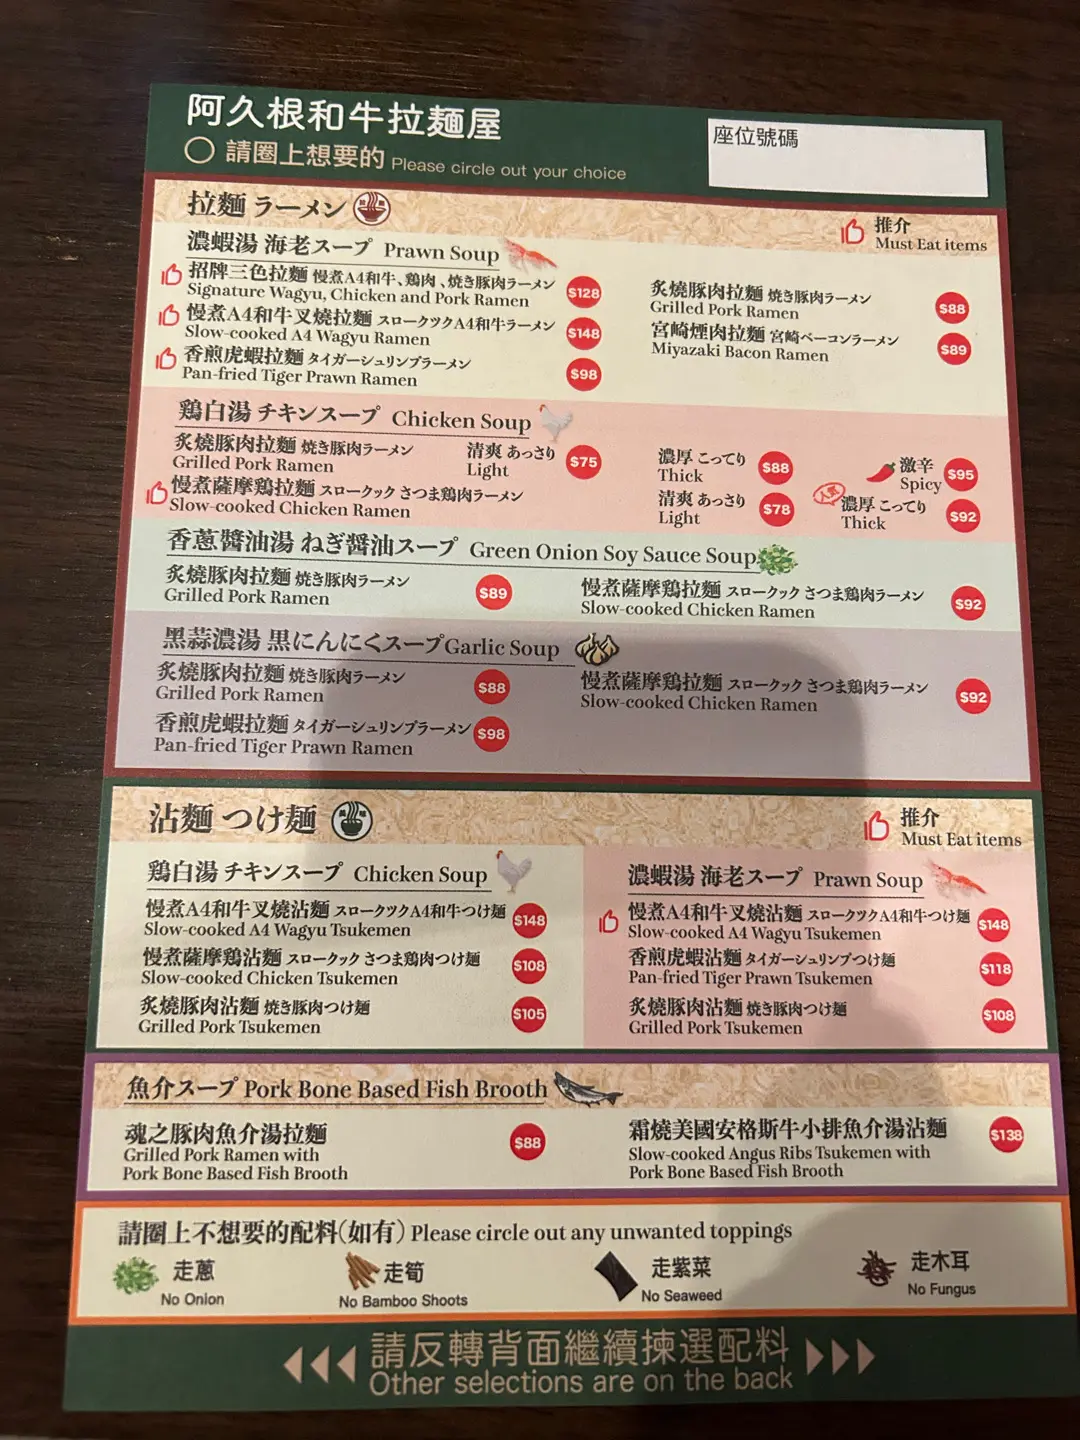 阿久根和牛拉麵屋
座位號碼
請圈上想要的 Please circle out your choice
拉麵 ラーメン
推介
Must Eat items
濃蝦湯 海老スープ Prawn Soup
招牌三色拉麵 慢煮A4和牛、鶏肉、焼き豚肉ラーメン
Signature Wagyu, Chicken and Pork Ramen
$128
慢煮A4和牛叉燒拉麵 スロークツクA4和牛ラーメン
Slow-cooked A4 Wagyu Ramen
$148
香煎虎蝦拉麵 タイガーシュリンプラーメン
Pan-fried Tiger Prawn Ramen
$98
炙燒豚肉拉麵 焼き豚肉ラーメン
Grilled Pork Ramen
$88
宮崎煙肉拉麵 宮崎ベーコンラーメン
Miyazaki Bacon Ramen
$89
鶏白湯 チキンスープ Chicken Soup
炙燒豚肉拉麵 焼き豚肉ラーメン
Grilled Pork Ramen
清爽 あっさり
Light
$75
濃厚 こってり
Thick
$88
激辛
Spicy
$95
慢煮薩摩鶏拉麵 スロークック さつま鶏肉ラーメン
Slow-cooked Chicken Ramen
清爽 あっさり
Light
$78
人気
濃厚 こってり
Thick
$92
香蔥醬油湯 ねぎ醬油スープ Green Onion Soy Sauce Soup
炙燒豚肉拉麵 焼き豚肉ラーメン
Grilled Pork Ramen
$89
慢煮薩摩鶏拉麵 スロークック さつま鶏肉ラーメン
Slow-cooked Chicken Ramen
$92
黑蒜濃湯 黒にんにくスープGarlic Soup
炙燒豚肉拉麵 焼き豚肉ラーメン
Grilled Pork Ramen
$88
慢煮薩摩鶏拉麵 スロークック さつま鶏肉ラーメン
Slow-cooked Chicken Ramen
$92
香煎虎蝦拉麵 タイガーシュリンプラーメン
Pan-fried Tiger Prawn Ramen
$98
沾麵 つけ麺
推介
Must Eat items
鶏白湯 チキンスープ Chicken Soup
慢煮A4和牛叉燒沾麵 スロークツクA4和牛つけ麺
Slow-cooked A4 Wagyu Tsukemen
$148
慢煮薩摩鶏沾麵 スロークック さつま鶏肉つけ麺
Slow-cooked Chicken Tsukemen
$108
炙燒豚肉沾麵 焼き豚肉つけ麺
Grilled Pork Tsukemen
$105
濃蝦湯 海老スープ Prawn Soup
慢煮A4和牛叉燒沾麵 スロークツクA4和牛つけ麺
Slow-cooked A4 Wagyu Tsukemen
$148
香煎虎蝦沾麵 タイガーシュリンプつけ麺
Pan-fried Tiger Prawn Tsukemen
$118
炙燒豚肉沾麵 焼き豚肉つけ麺
Grilled Pork Tsukemen
$108
魚介スープ Pork Bone Based Fish Brooth
魂之豚肉魚介湯拉麵
Grilled Pork Ramen with
Pork Bone Based Fish Brooth
$88
霜燒美國安格斯牛小排魚介湯沾麵
Slow-cooked Angus Ribs Tsukemen with
Pork Bone Based Fish Brooth
$138
請圈上不想要的配料(如有) Please circle out any unwanted toppings
走蔥
No Onion
走筍
No Bamboo Shoots
走紫菜
No Seaweed
走木耳
No Fungus
請反轉背面繼續揀選配料
Other selections are on the back